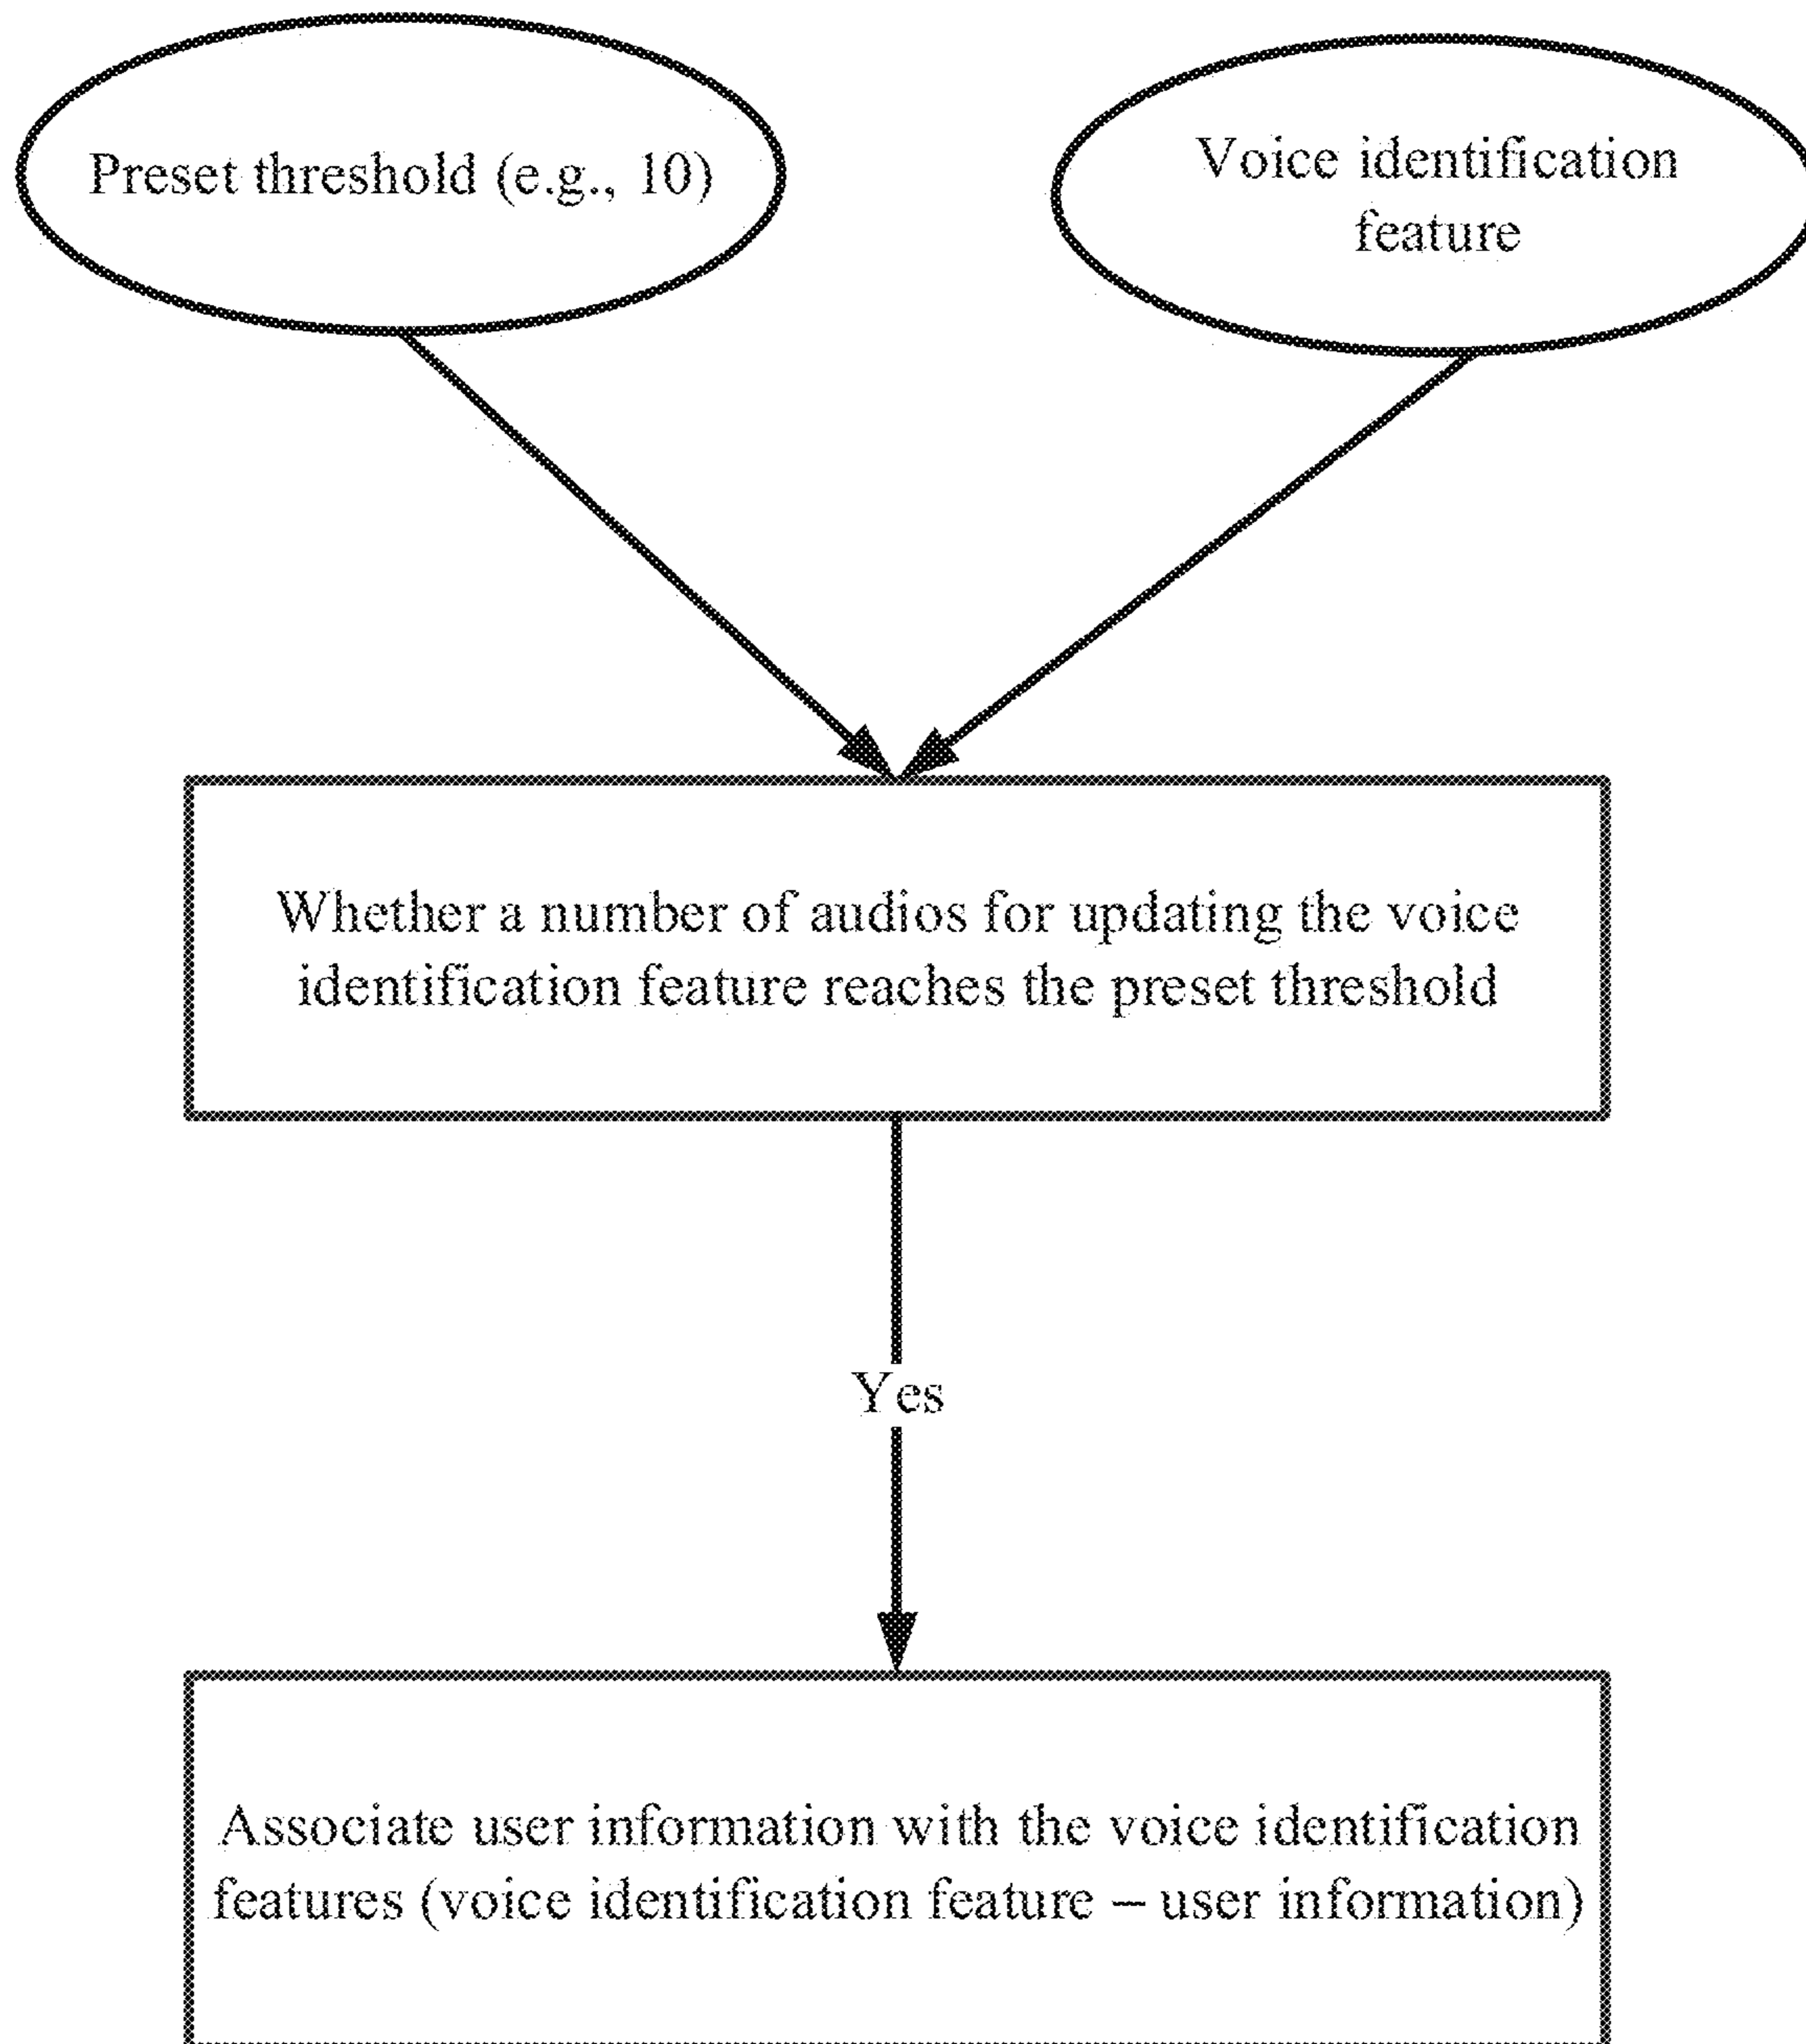 Preset threshold (e.g., 10)
Voice identification
feature
Whether a number of audios for updating the voice
identification feature reaches the preset threshold
Yes
Associate user information with the voice identification
features (voice identification feature – user information)